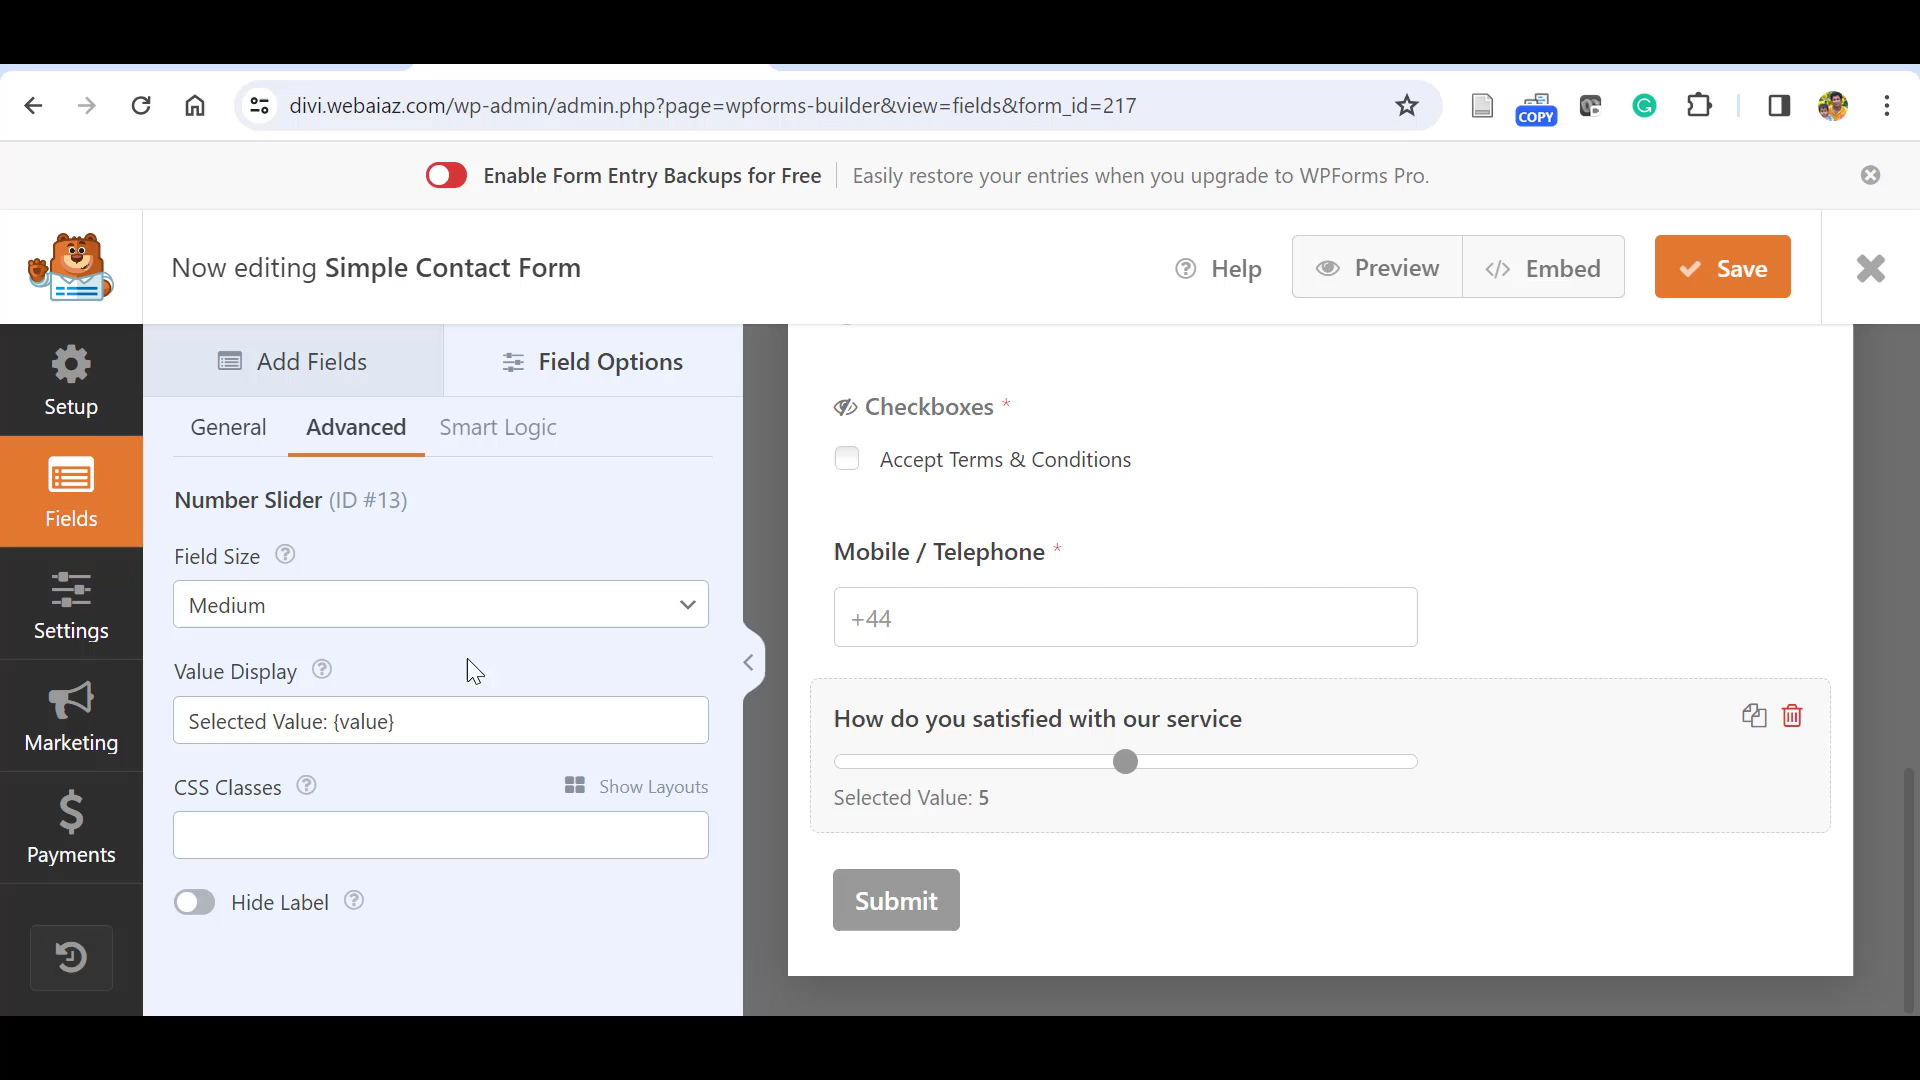 divi.webaiaz.com/wp-admin/admin.php?page=wpforms-builder&view=fields&form_id=217
COPY
Enable Form Entry Backups for Free
Easily restore your entries when you upgrade to WPForms Pro.
Now editing Simple Contact Form
Help
Preview
Embed
Save
Setup
Fields
Settings
Marketing
Payments
Add Fields
Field Options
General
Advanced
Smart Logic
Number Slider (ID #13)
Field Size
Medium
Value Display
Selected Value: {value}
CSS Classes
Show Layouts
Hide Label
Checkboxes *
Accept Terms & Conditions
Mobile / Telephone *
+44
How do you satisfied with our service
Selected Value: 5
Submit